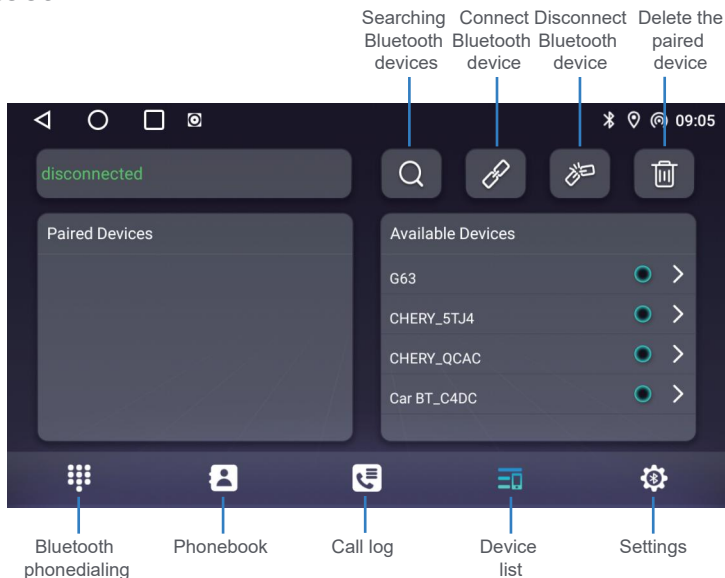 Searching Connect Disconnect Delete the
Bluetooth Bluetooth Bluetooth paired
devices device device device
09:05
disconnected
Paired Devices
Available Devices
G63
CHERY_5TJ4
CHERY_QCAC
Car BT_C4DC
Bluetooth Phonebook Call log Device Settings
phonedialing list